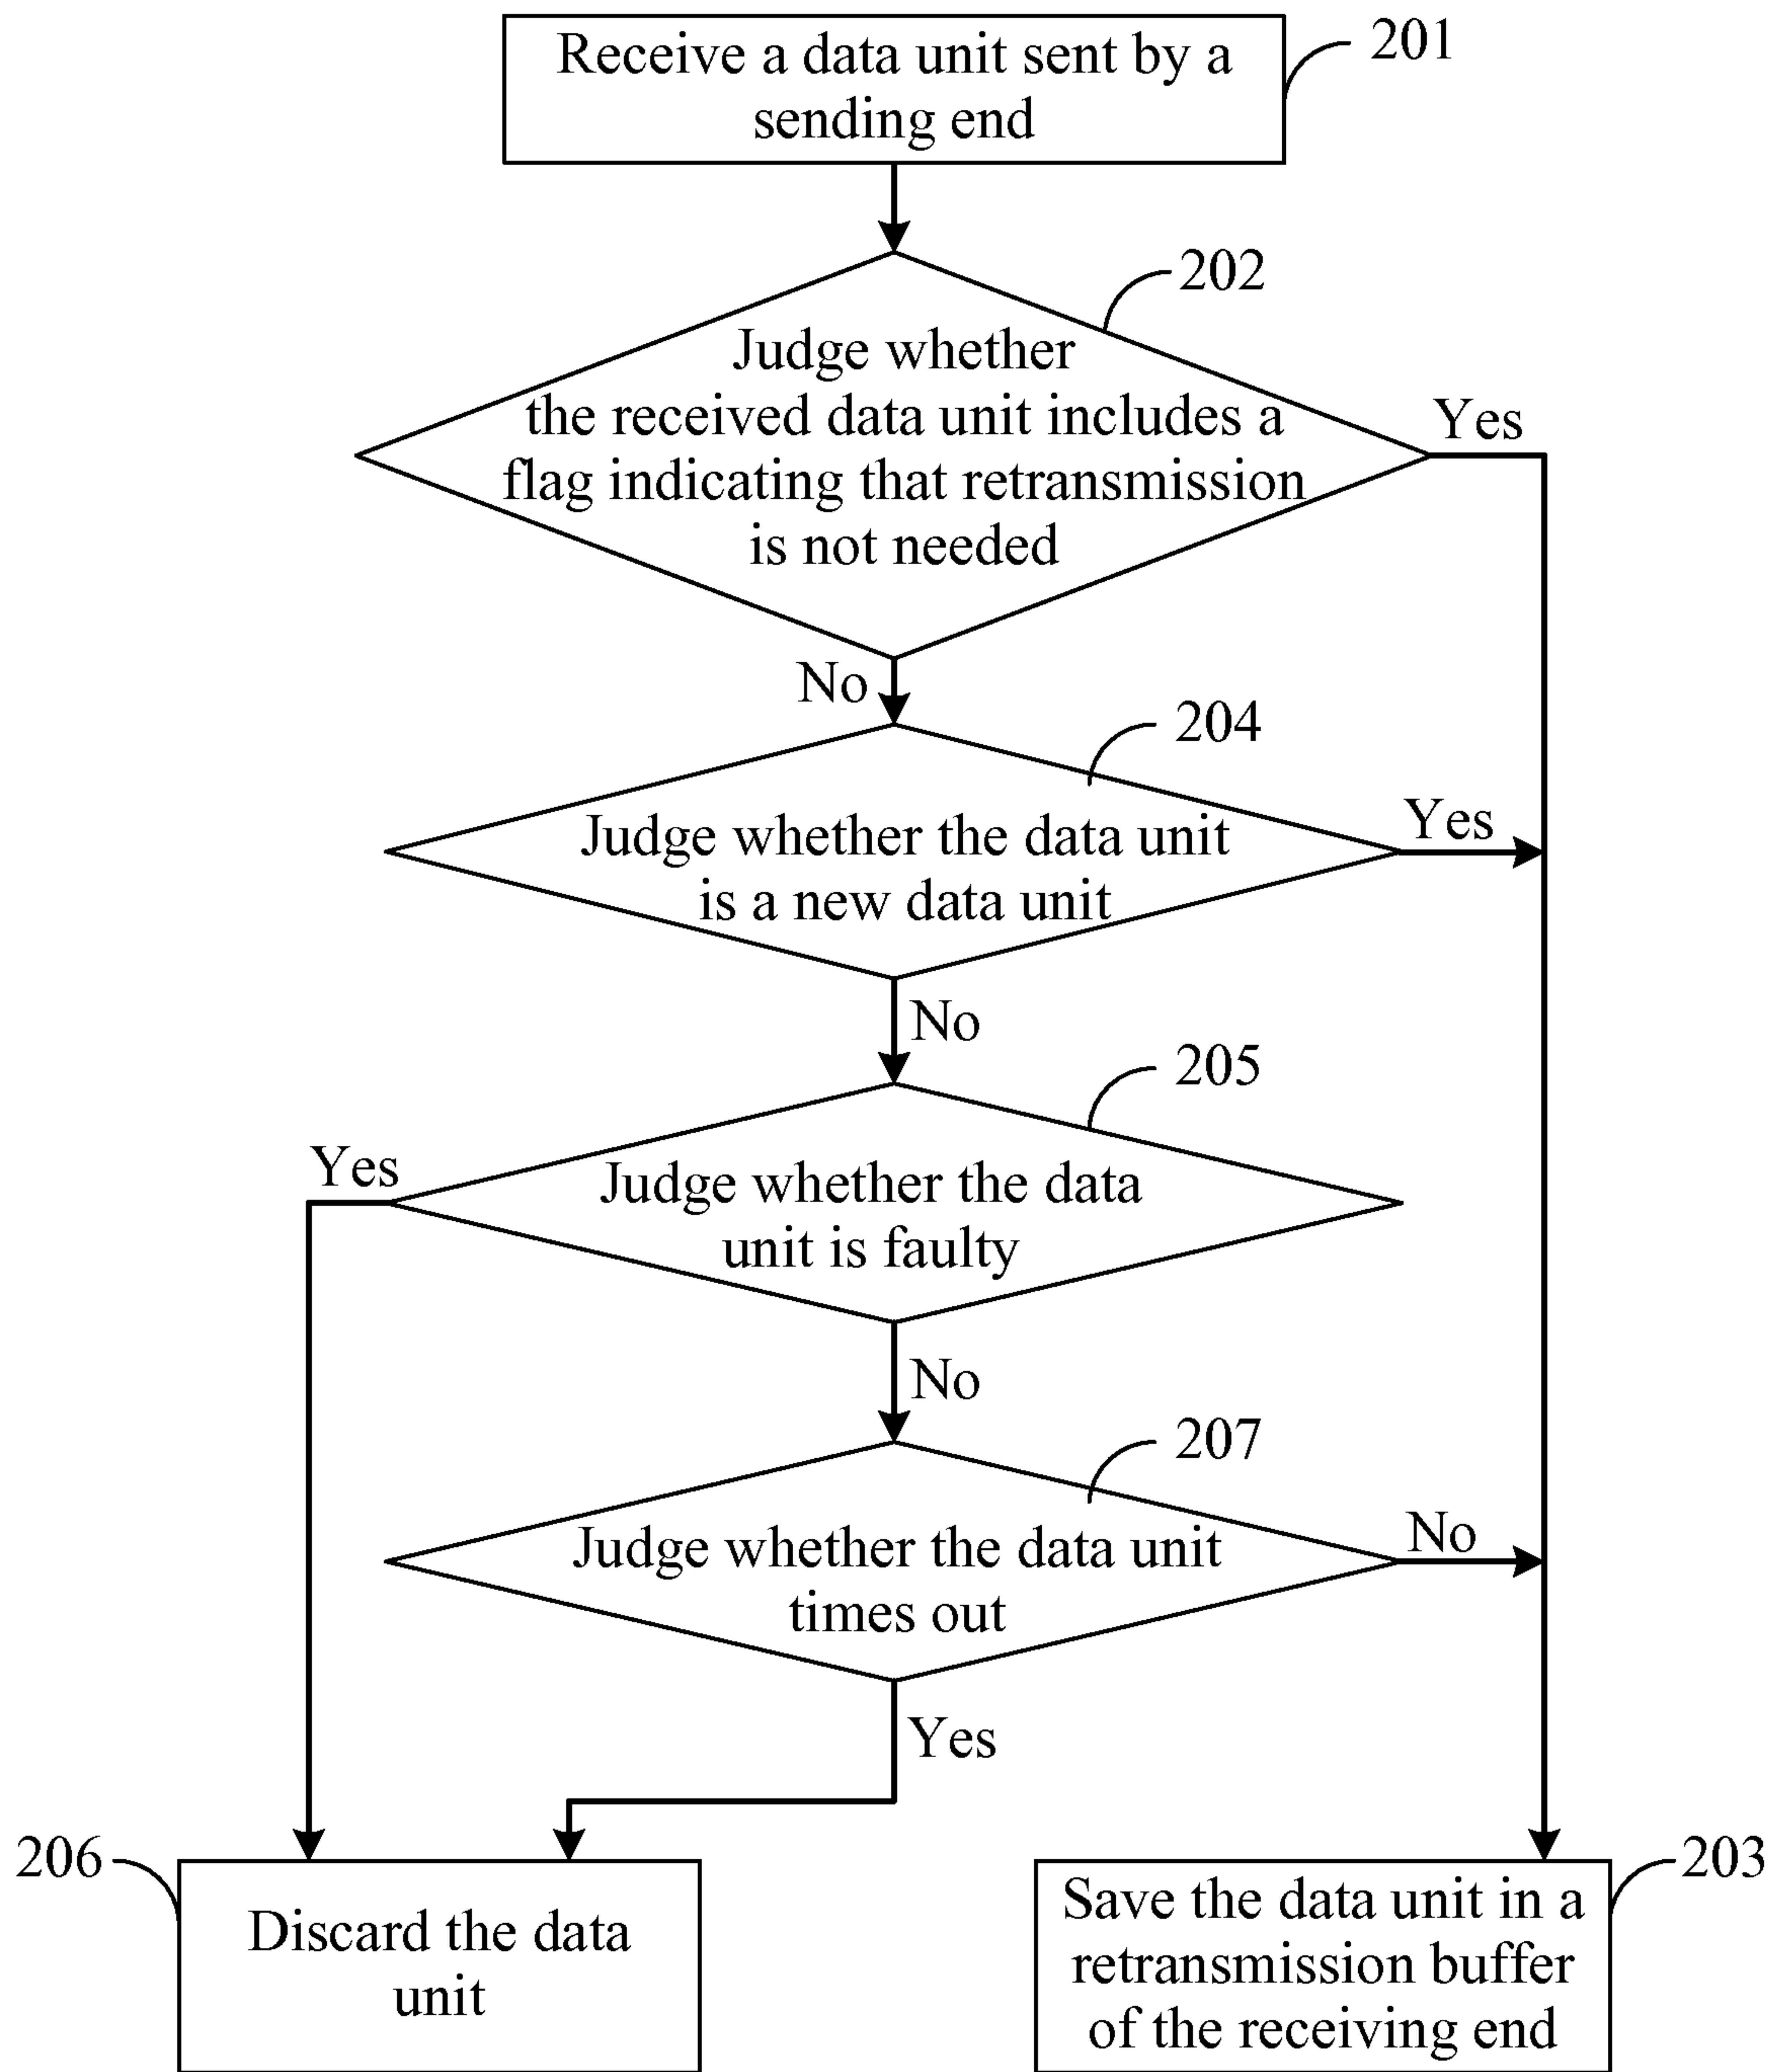 Receive a data unit sent by a
sending end
201
202
Judge whether
the received data unit includes a
flag indicating that retransmission
is not needed
Yes
No
204
Judge whether the data unit
is a new data unit
Yes
No
205
Judge whether the data
unit is faulty
Yes
No
207
Judge whether the data unit
times out
No
Yes
206
Discard the data
unit
203
Save the data unit in a
retransmission buffer
of the receiving end